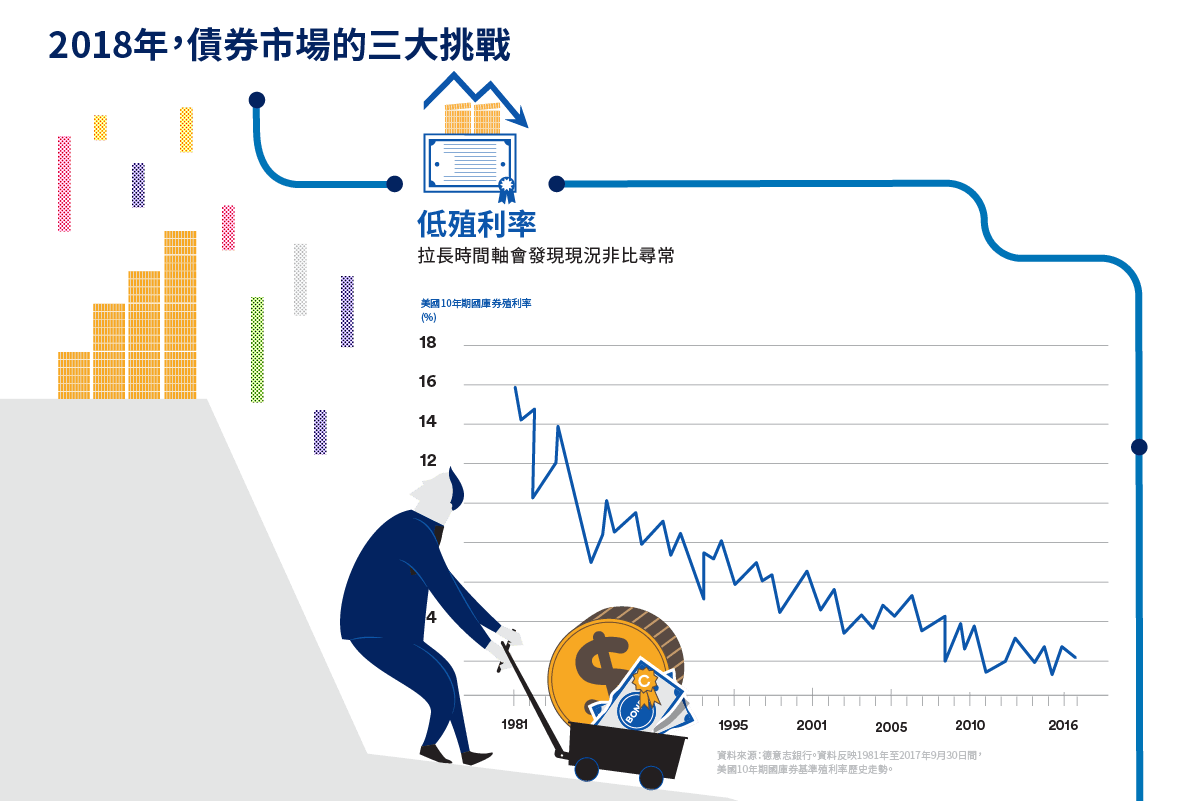 2018年，債券市場的三大挑戰
低殖利率
拉長時間軸會發現現況非比尋常
美國10年期國庫券殖利率
(%)
18
16
14
12
4
1981
1995
2001
2005
2010
2016
C
BON
資料來源：德意志銀行。資料反映1981年至2017年9月30日間，
美國10年期國庫券基準殖利率歷史走勢。